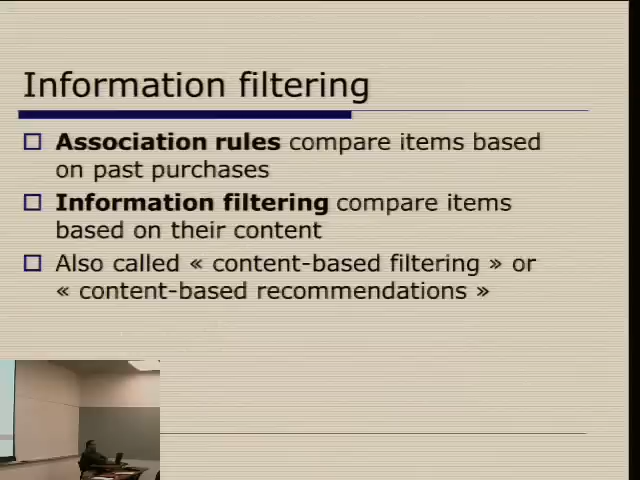 Information filtering
Association rules compare items based
on past purchases
Information filtering compare items
based on their content
Also called « content-based filtering » or
« content-based recommendations »